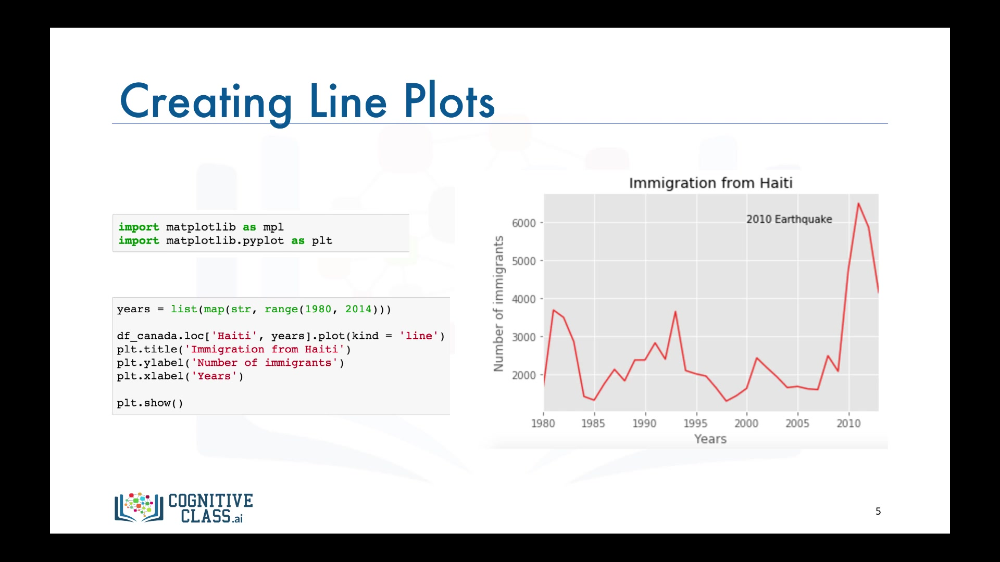 Creating Line Plots
import matplotlib as mpl
import matplotlib.pyplot as plt
years = list(map(str, range(1980, 2014)))
df_canada.loc['Haiti', years].plot(kind = 'line')
plt.title('Immigration from Haiti')
plt.ylabel('Number of immigrants')
plt.xlabel('Years')
plt.show()
Immigration from Haiti
2010 Earthquake
Number of immigrants
6000
5000
4000
3000
2000
1980 1985 1990 1995 2000 2005 2010
Years
COGNITIVE
CLASS.ai
5